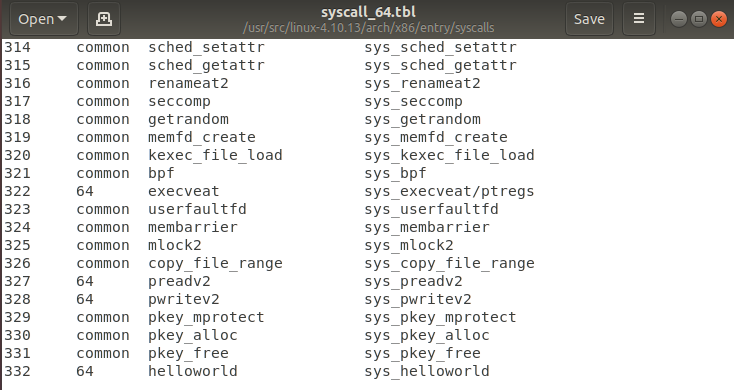 Open
syscall_64.tbl
/usr/src/linux-4.10.13/arch/x86/entry/syscalls
Save
314 common sched_setattr sys_sched_setattr
315 common sched_getattr sys_sched_getattr
316 common renameat2 sys_renameat2
317 common seccomp sys_seccomp
318 common getrandom sys_getrandom
319 common memfd_create sys_memfd_create
320 common kexec_file_load sys_kexec_file_load
321 common bpf sys_bpf
322 64 execveat sys_execveat/ptregs
323 common userfaultfd sys_userfaultfd
324 common membarrier sys_membarrier
325 common mlock2 sys_mlock2
326 common copy_file_range sys_copy_file_range
327 64 preadv2 sys_preadv2
328 64 pwritev2 sys_pwritev2
329 common pkey_mprotect sys_pkey_mprotect
330 common pkey_alloc sys_pkey_alloc
331 common pkey_free sys_pkey_free
332 64 helloworld sys_helloworld